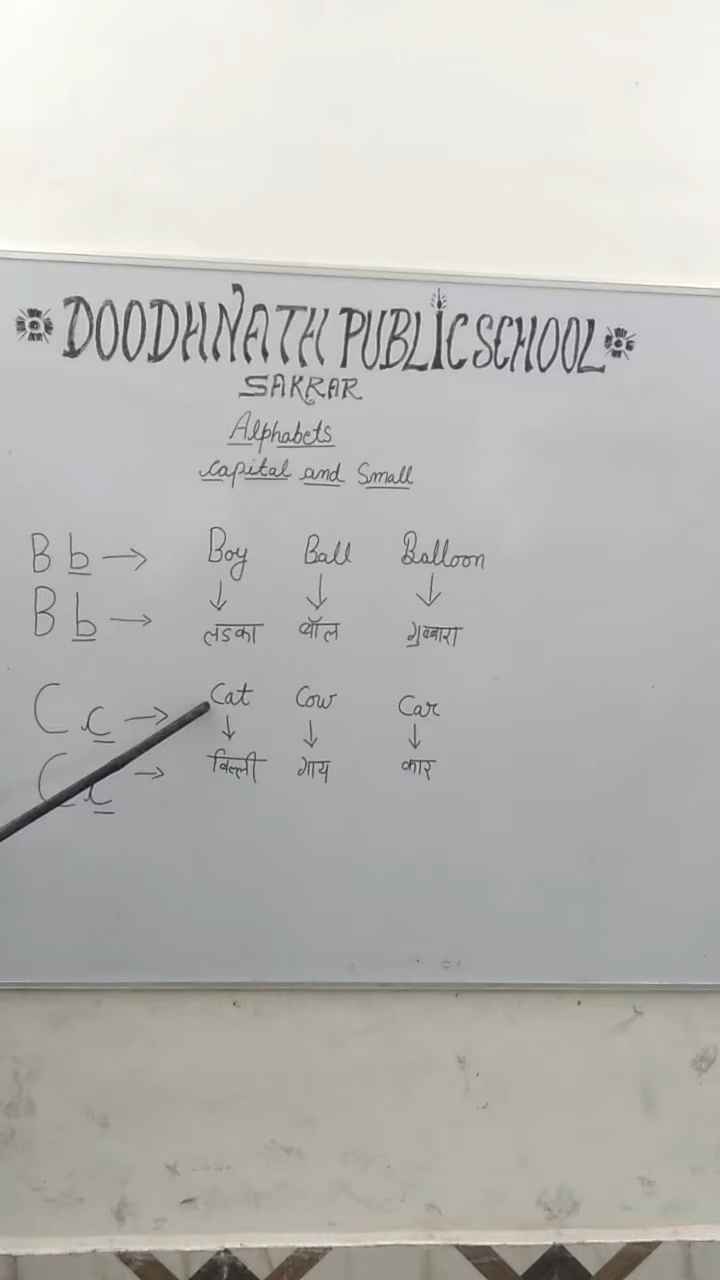 DOODHNATH PUBLIC SCHOOL
SAKRAR
Alphabets
capital and Small
B b → Boy Ball Balloon
↓ ↓ ↓
B b → लड़का बॉल गुब्बारा
C c → Cat Cow Car
↓ ↓ ↓
C c → बिल्ली गाय कार